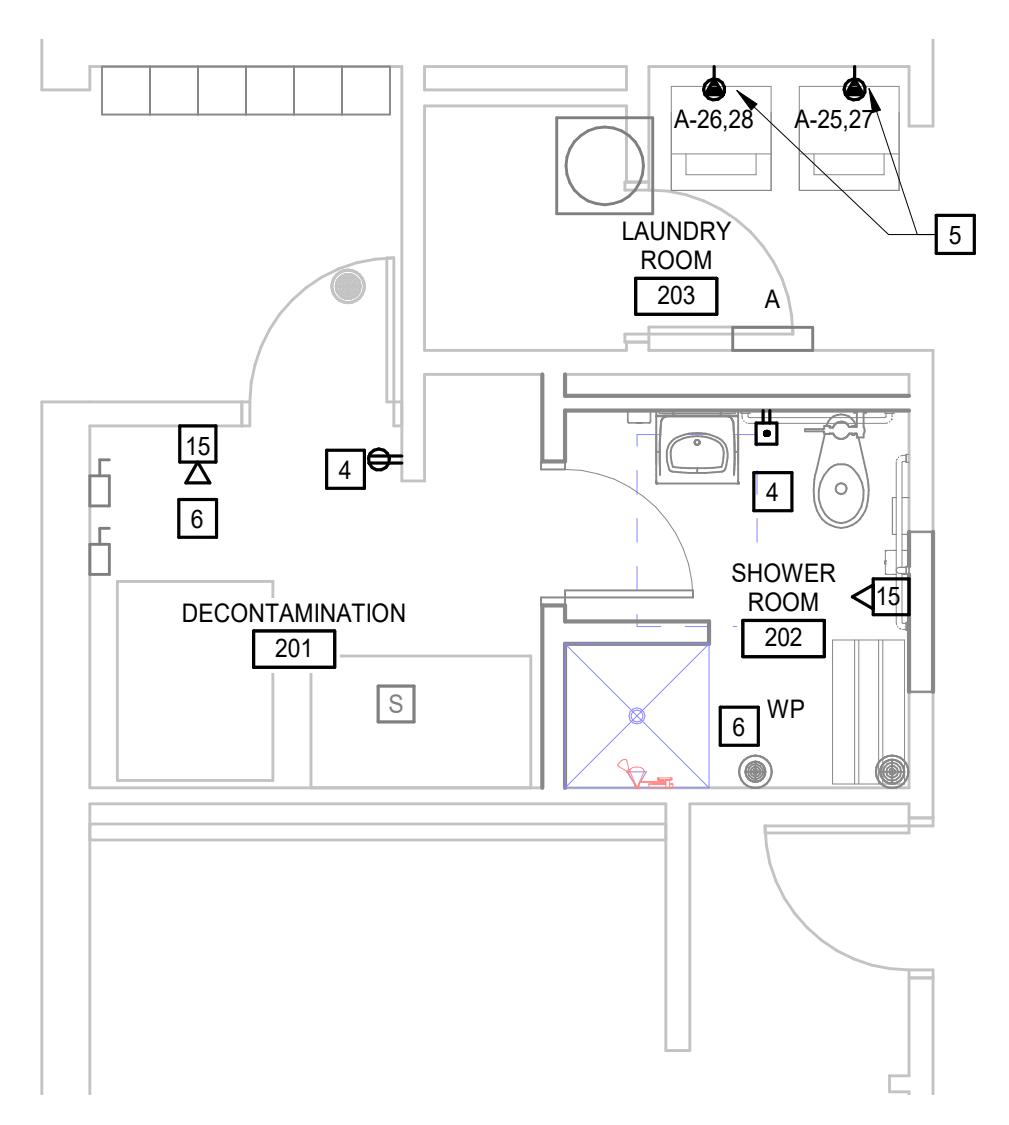 A-26,28
A-25,27
5
LAUNDRY
ROOM
203
A
15
4
6
4
SHOWER
ROOM
202
15
DECONTAMINATION
201
S
6
WP